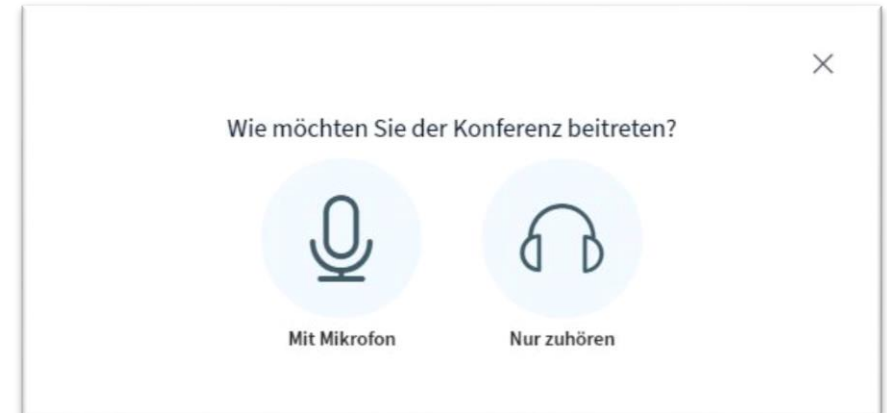 Wie möchten Sie der Konferenz beitreten?
Mit Mikrofon
Nur zuhören